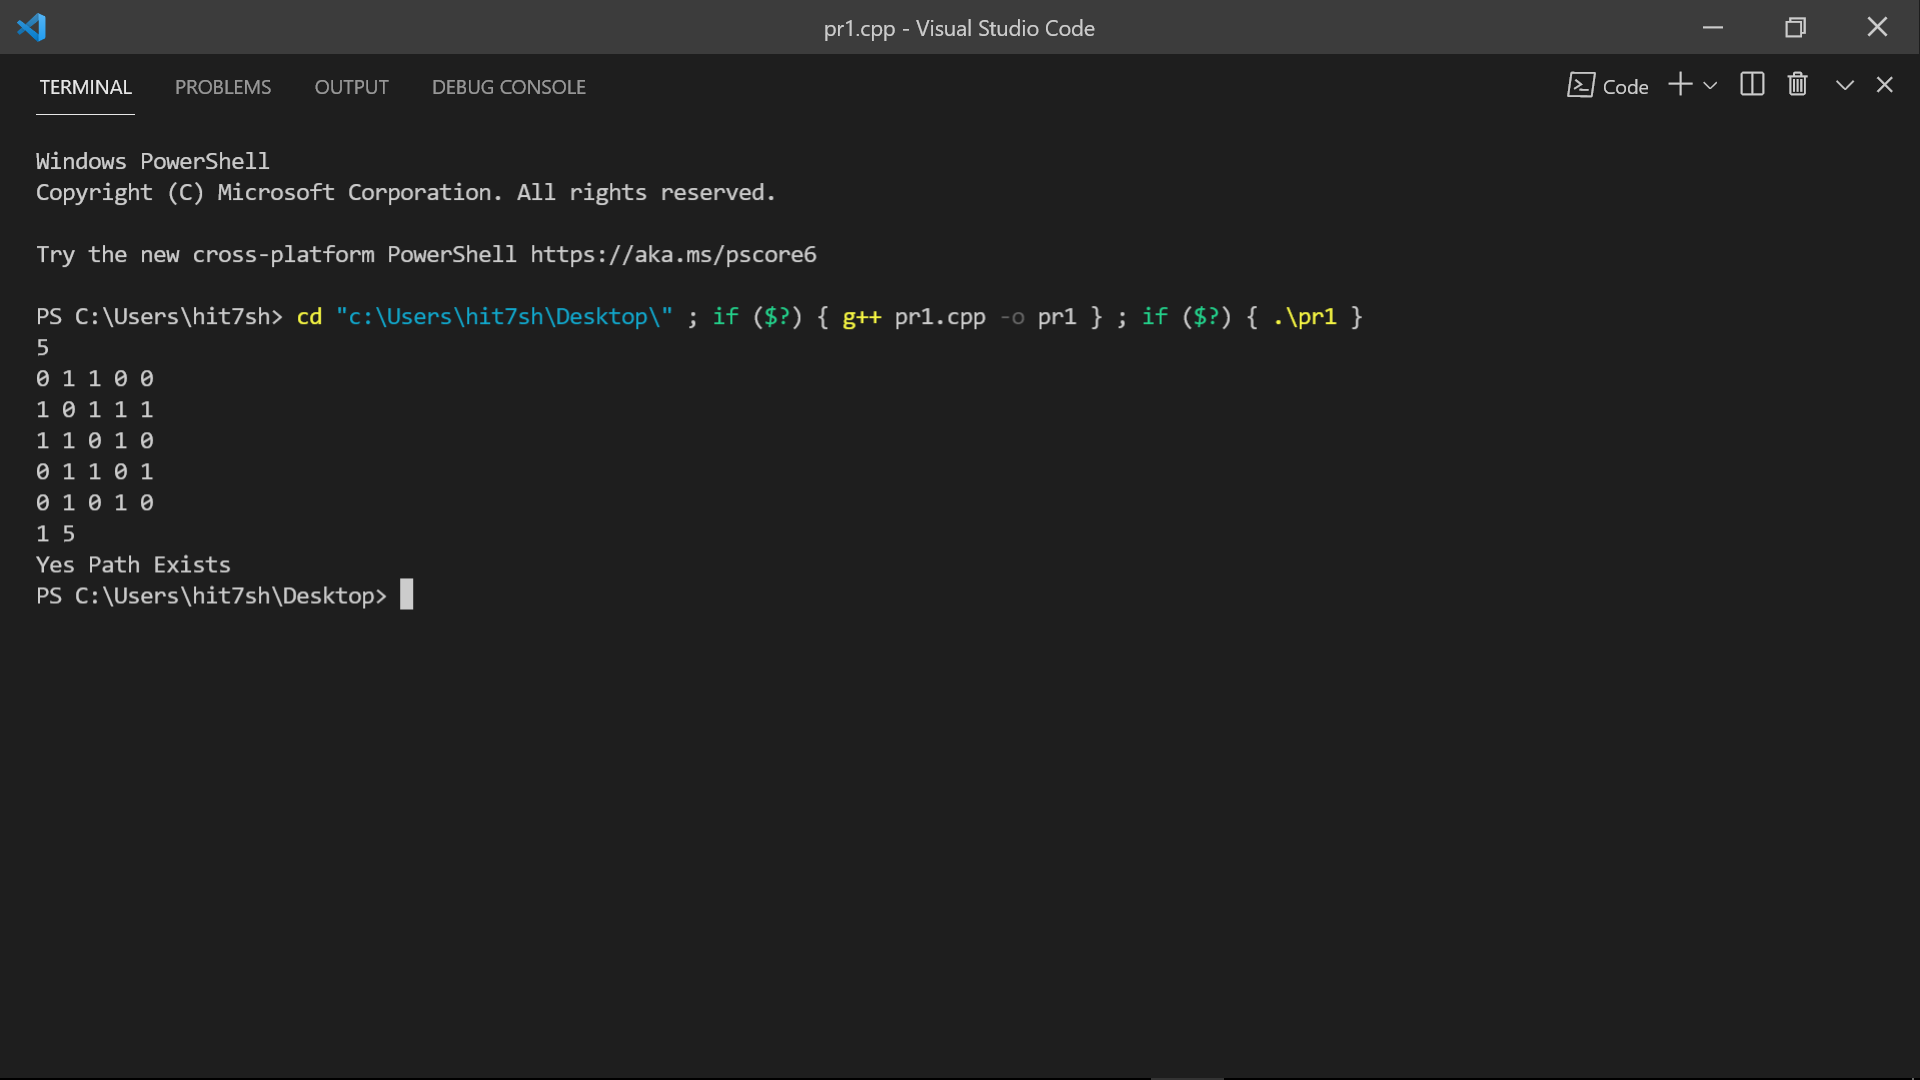 pr1.cpp - Visual Studio Code
TERMINAL PROBLEMS OUTPUT DEBUG CONSOLE Code
Windows PowerShell
Copyright (C) Microsoft Corporation. All rights reserved.
Try the new cross-platform PowerShell https://aka.ms/pscore6
PS C:\Users\hit7sh> cd "c:\Users\hit7sh\Desktop\" ; if ($?) { g++ pr1.cpp -o pr1 } ; if ($?) { .\pr1 }
5
0 1 1 0 0
1 0 1 1 1
1 1 0 1 0
0 1 1 0 1
0 1 0 1 0
1 5
Yes Path Exists
PS C:\Users\hit7sh\Desktop>